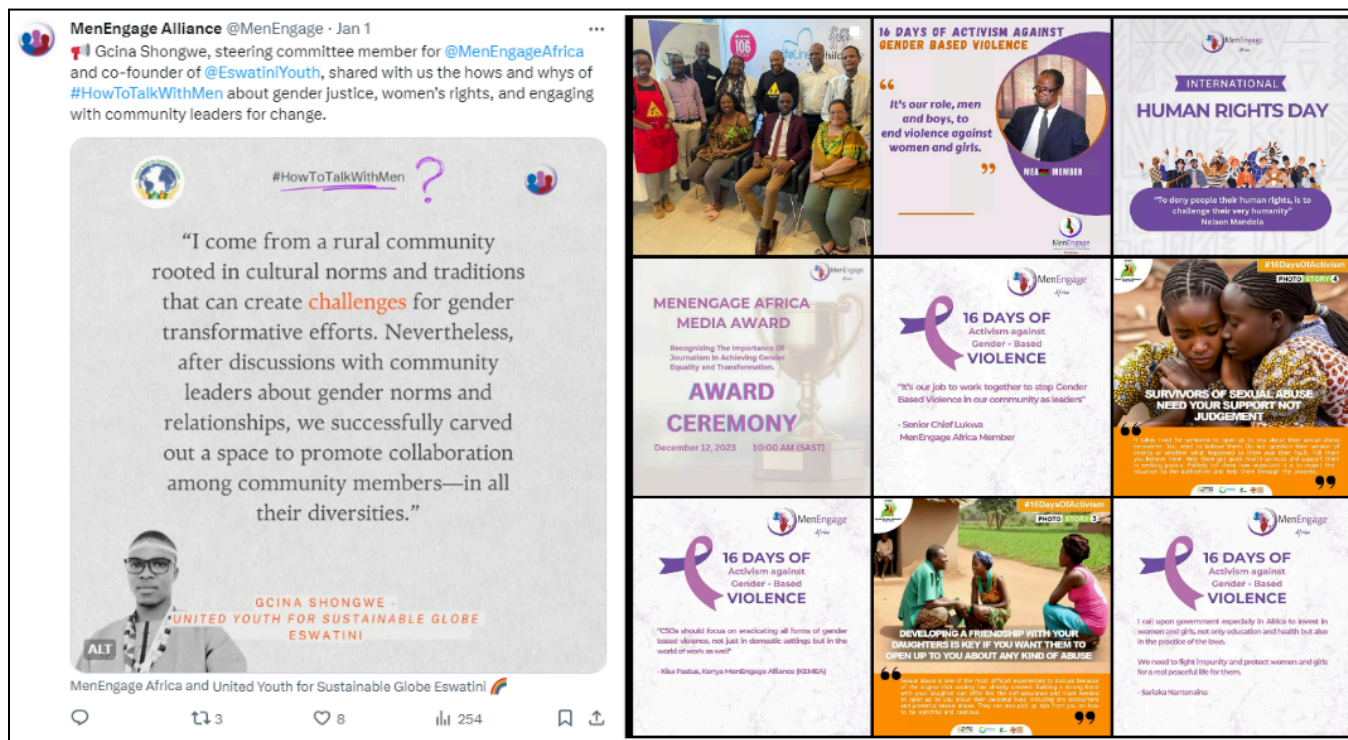 MenEngage Alliance @MenEngage · Jan 1
Gcina Shongwe, steering committee member for @MenEngageAfrica
and co-founder of @EswatiniYouth, shared with us the hows and whys of
#HowToTalkWithMen about gender justice, women's rights, and engaging
with community leaders for change.
#HowToTalkWithMen
“I come from a rural community
rooted in cultural norms and traditions
that can create challenges for gender
transformative efforts. Nevertheless,
after discussions with community
leaders about gender norms and
relationships, we successfully carved
out a space to promote collaboration
among community members—in all
their diversities.”
GCINA SHONGWE -
UNITED YOUTH FOR SUSTAINABLE GLOBE
ESWATINI
ALT
MenEngage Africa and United Youth for Sustainable Globe Eswatini
3
8
254
106
16 DAYS OF ACTIVISM AGAINST
GENDER BASED VIOLENCE
“
It's our role, men
and boys, to
end violence against
women and girls.
”
MEA MEMBER
MenEngage
MenEngage
Africa
INTERNATIONAL
HUMAN RIGHTS DAY
“To deny people their human rights, is to
challenge their very humanity”
Nelson Mandela
MenEngage
Africa
MENENGAGE AFRICA
MEDIA AWARD
Recognizing The Importance Of
Journalism In Achieving Gender
Equality and Transformation.
AWARD
CEREMONY
December 12, 2023 10:00 AM (SAST)
MenEngage
Africa
16 DAYS OF
Activism against
Gender - Based
VIOLENCE
“It's our job to work together to stop Gender
Based Violence in our community as leaders”
- Senior Chief Lukwa
MenEngage Africa Member
#16DaysOfActivism
PHOTO STORY 4
SURVIVORS OF SEXUAL ABUSE
NEED YOUR SUPPORT NOT
JUDGEMENT
MenEngage
Africa
16 DAYS OF
Activism against
Gender - Based
VIOLENCE
“CSOs should focus on eradicating all forms of gender
based violence, not just in domestic settings but in the
world of work as well”
- Kisa Festus, Kenya MenEngage Alliance (KEMEA)
#16DaysOfActivism
PHOTO STORY 3
DEVELOPING A FRIENDSHIP WITH YOUR
DAUGHTERS IS KEY IF YOU WANT THEM TO
OPEN UP TO YOU ABOUT ANY KIND OF ABUSE
MenEngage
Africa
16 DAYS OF
Activism against
Gender - Based
VIOLENCE
I call upon government especially in Africa to invest in
women and girls, not only education and health but also
in the practice of the laws.
We need to fight impunity and protect women and girls
for a real peaceful life for them.
- Sariaka Nantenaina